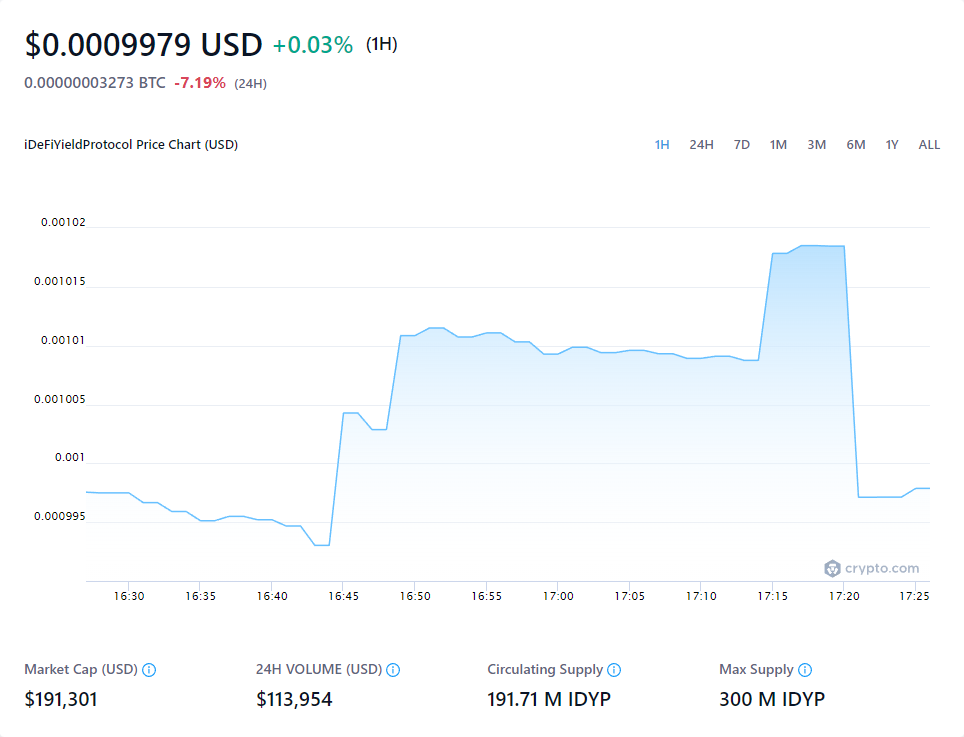 $0.0009979 USD +0.03% (1H)
0.00000003273 BTC -7.19% (24H)
iDeFiYieldProtocol Price Chart (USD) 1H 24H 7D 1M 3M 6M 1Y ALL
0.00102
0.001015
0.00101
0.001005
0.001
0.000995
crypto.com
16:30 16:35 16:40 16:45 16:50 16:55 17:00 17:05 17:10 17:15 17:20 17:25
Market Cap (USD) 24H VOLUME (USD) Circulating Supply Max Supply
$191,301 $113,954 191.71 M IDYP 300 M IDYP